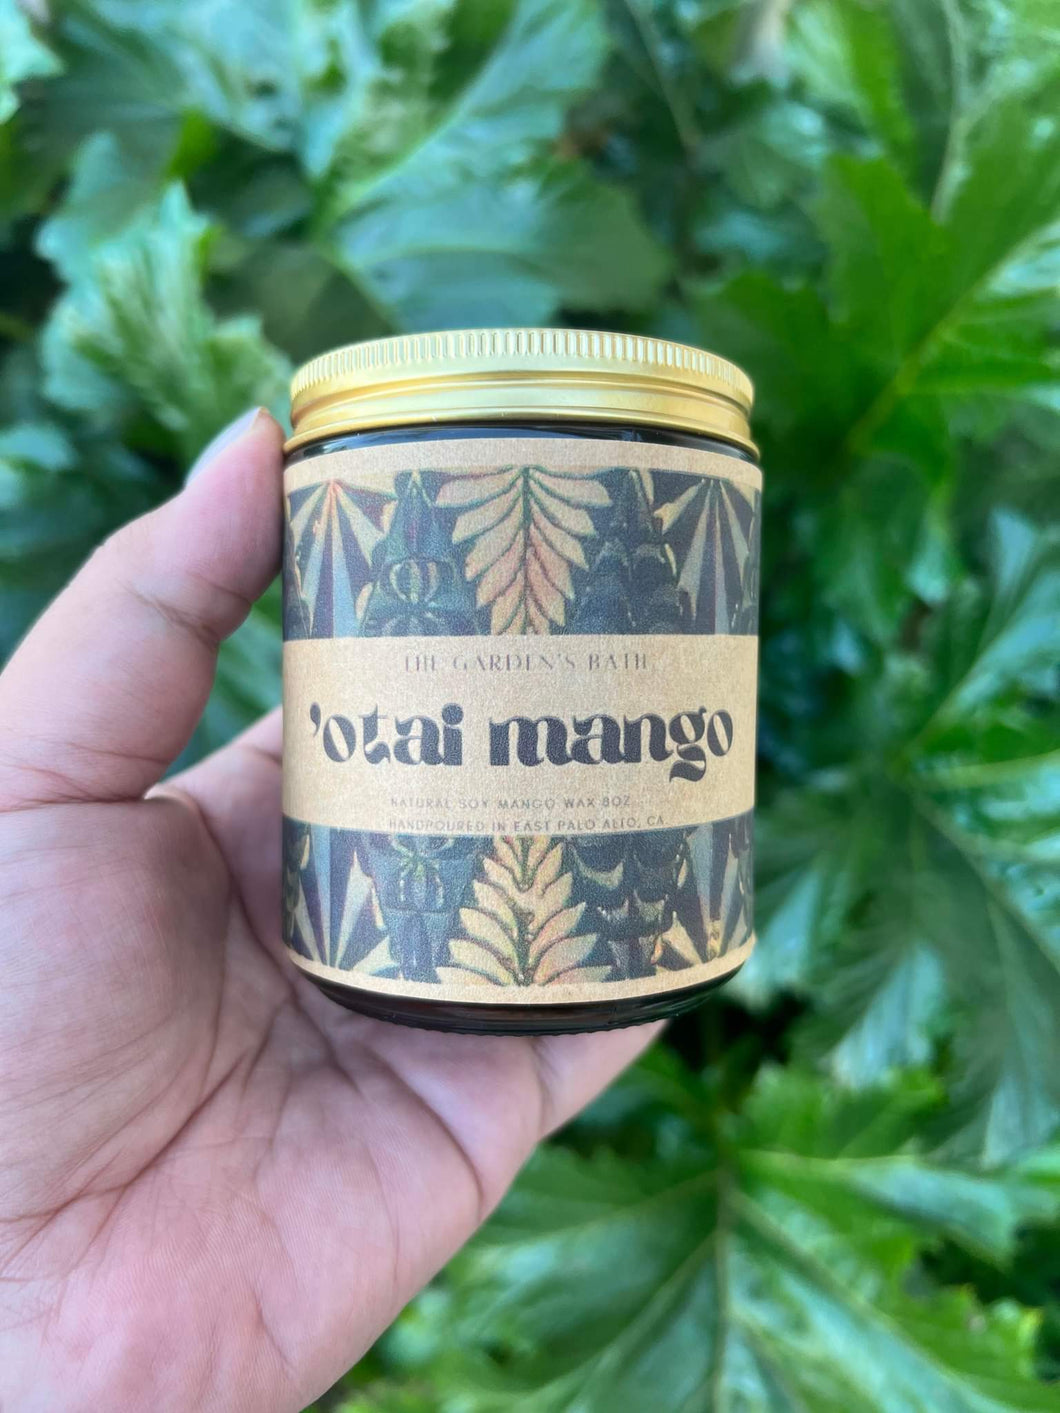 THE GARDEN'S BATH
'otai mango
NATURAL SOY MANGO WAX 8OZ
HANDPOURED IN EAST PALO ALTO, CA